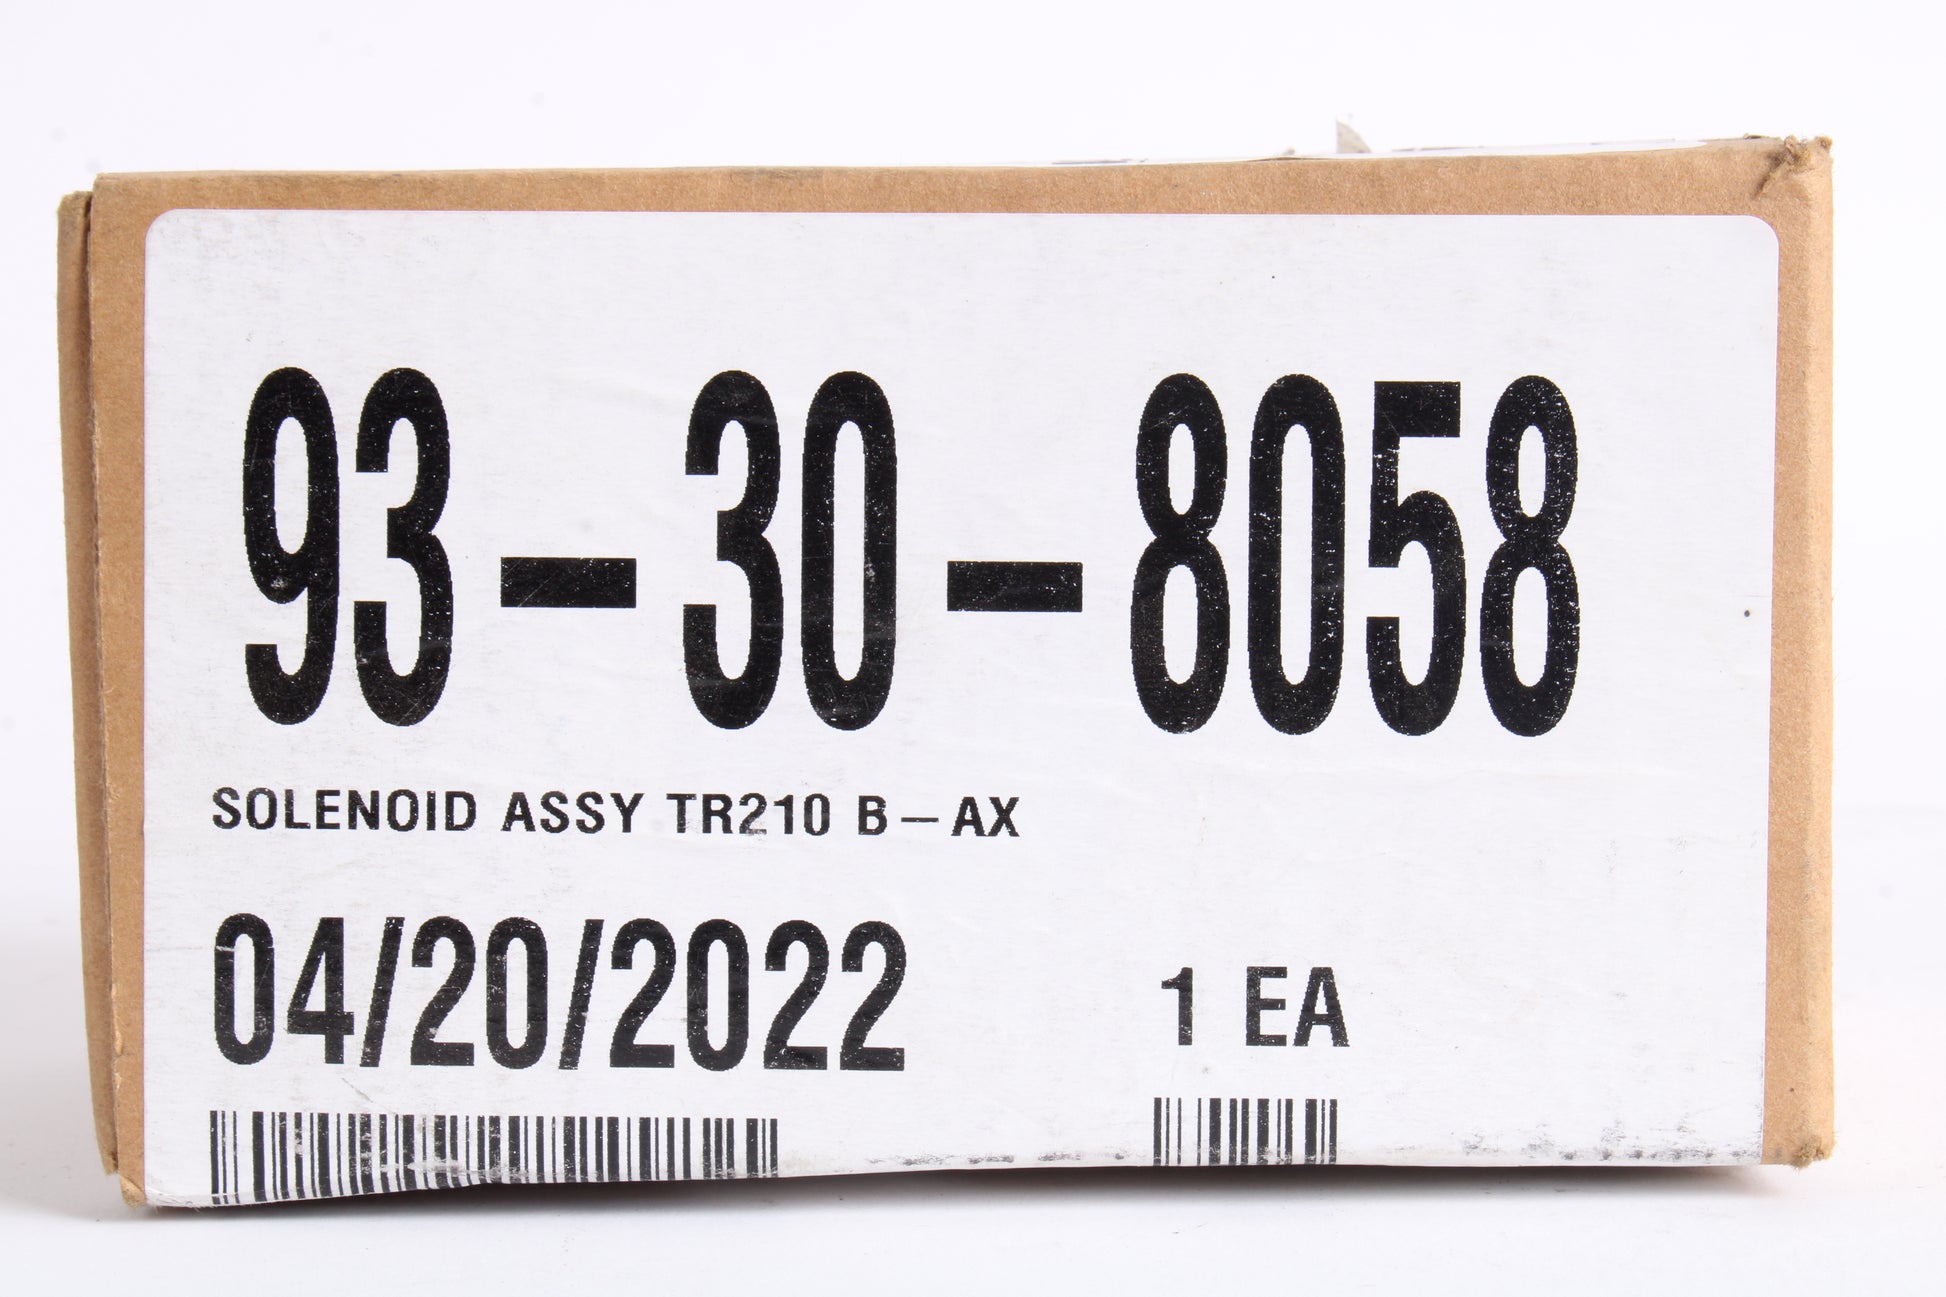 93-30-8058
SOLENOID ASSY TR210 B-AX
04/20/2022
1 EA